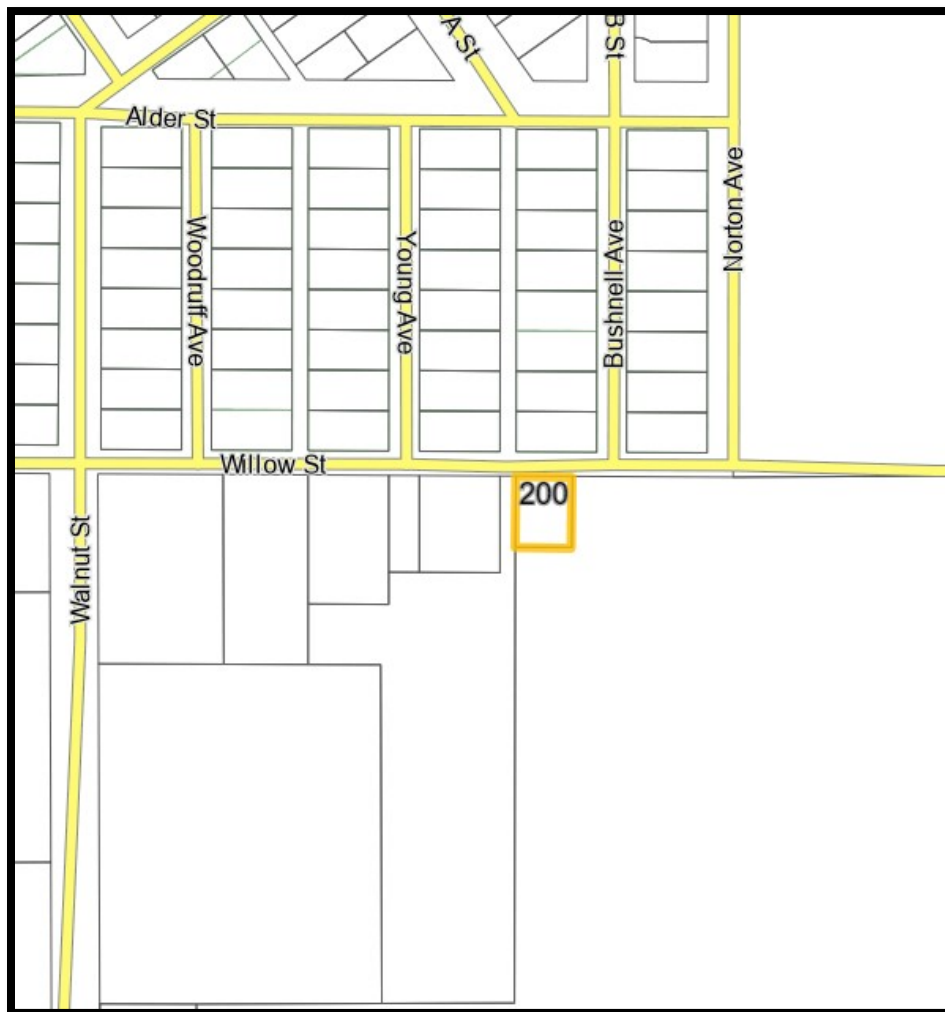 A St
B St
Alder St
Woodruff Ave
Young Ave
Bushnell Ave
Norton Ave
Willow St
200
Walnut St